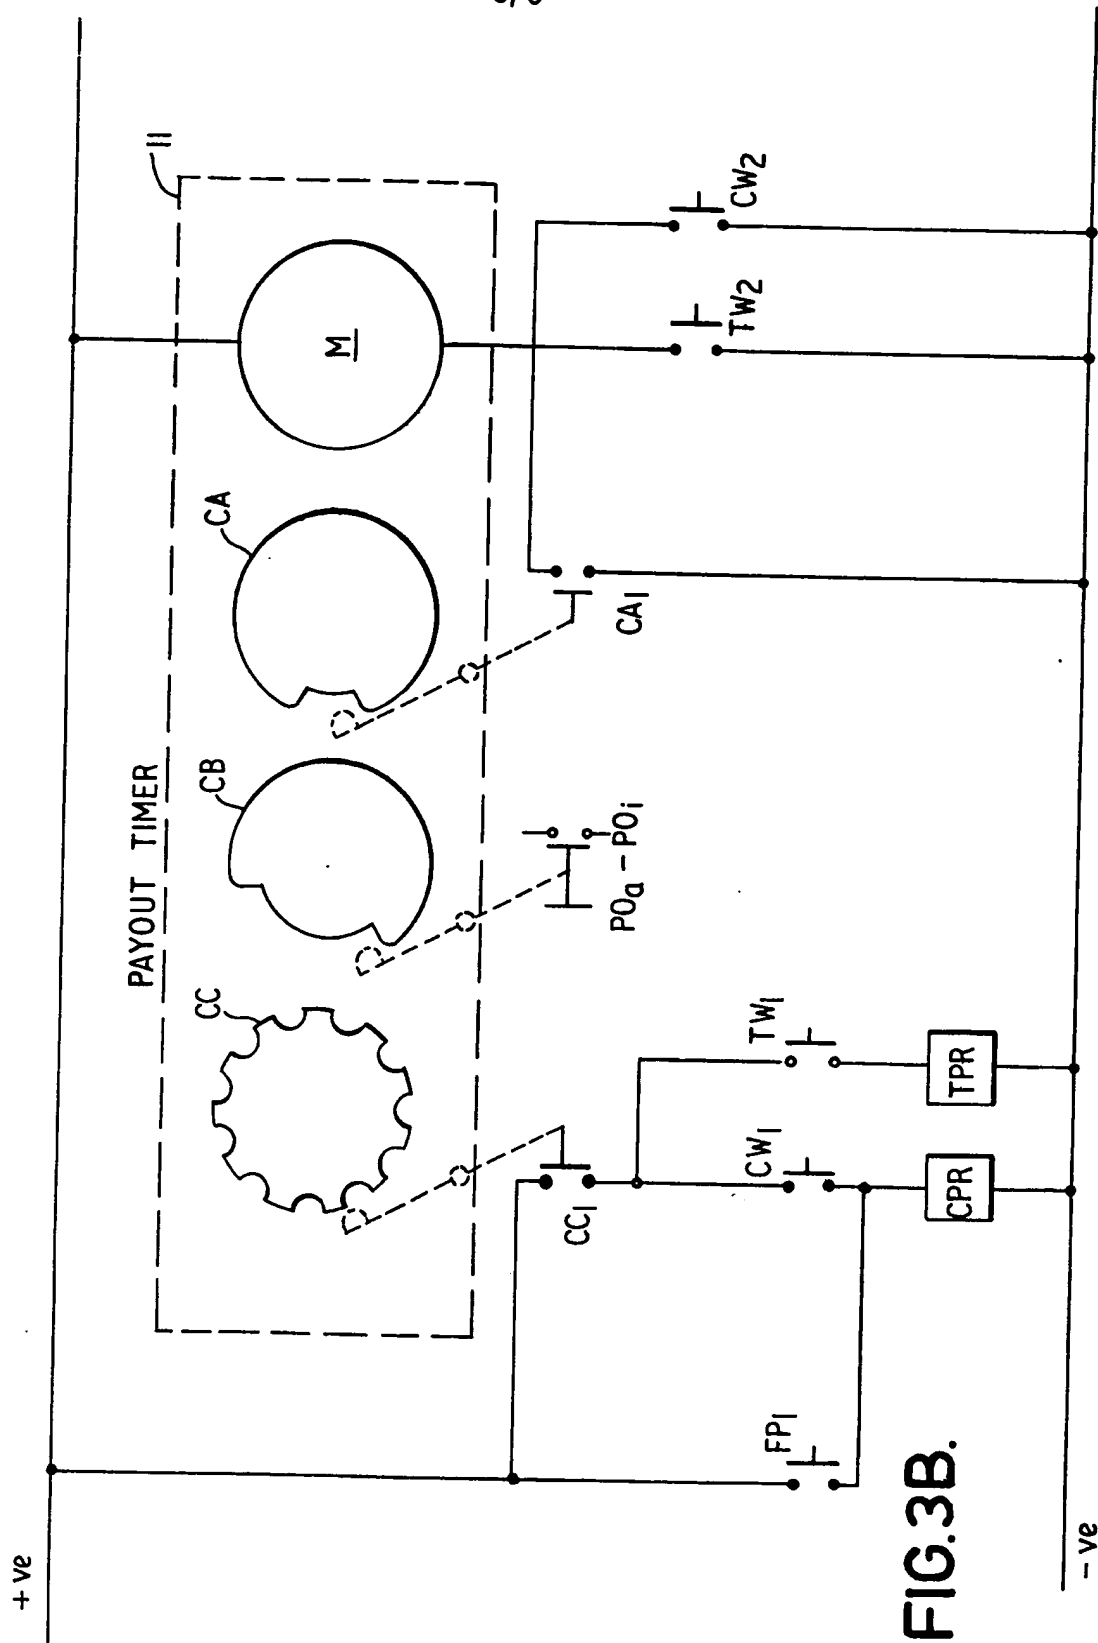 +ve
PAYOUT TIMER
11
CC
CB
CA
M
CC1
POa - POi
CA1
FP1
CW1
TW1
TW2
CW2
CPR
TPR
FIG.3B.
- ve